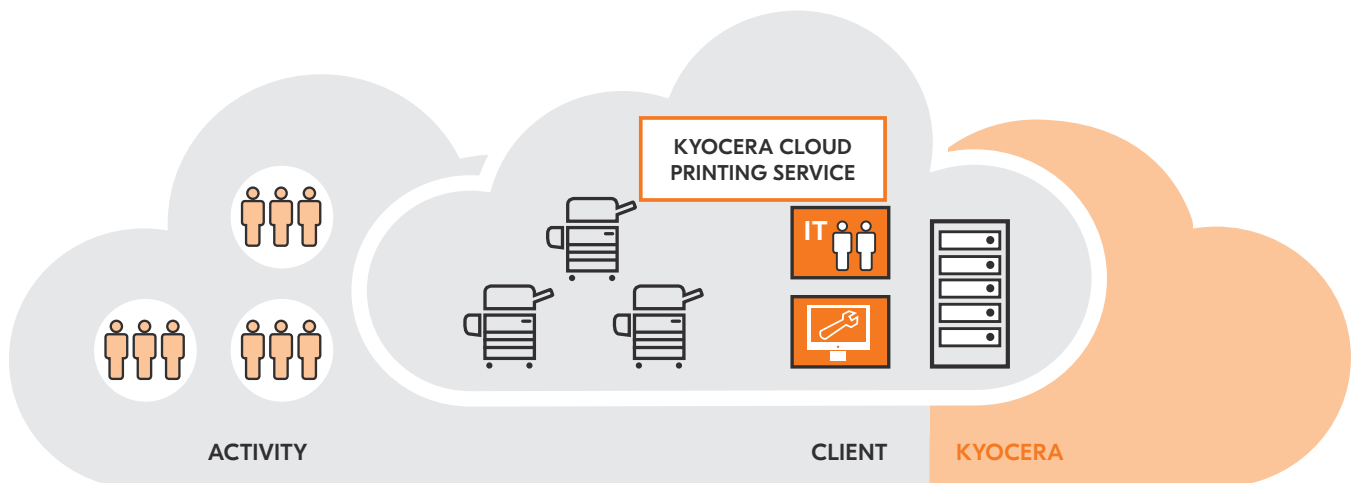 KYOCERA CLOUD
PRINTING SERVICE
IT
ACTIVITY
CLIENT
KYOCERA